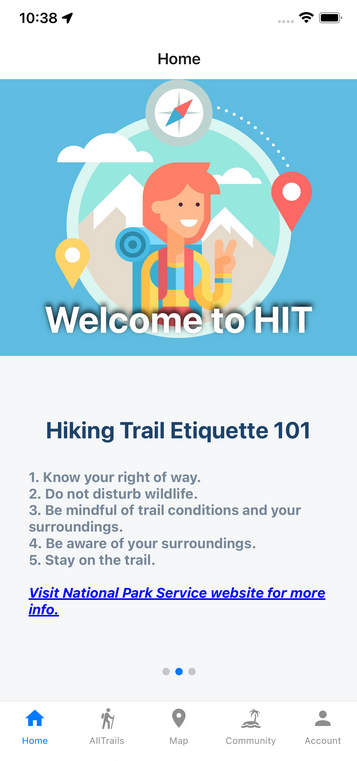 10:38
Home
Welcome to HIT
Hiking Trail Etiquette 101
1. Know your right of way.
2. Do not disturb wildlife.
3. Be mindful of trail conditions and your
surroundings.
4. Be aware of your surroundings.
5. Stay on the trail.
Visit National Park Service website for more
info.
Home AllTrails Map Community Account